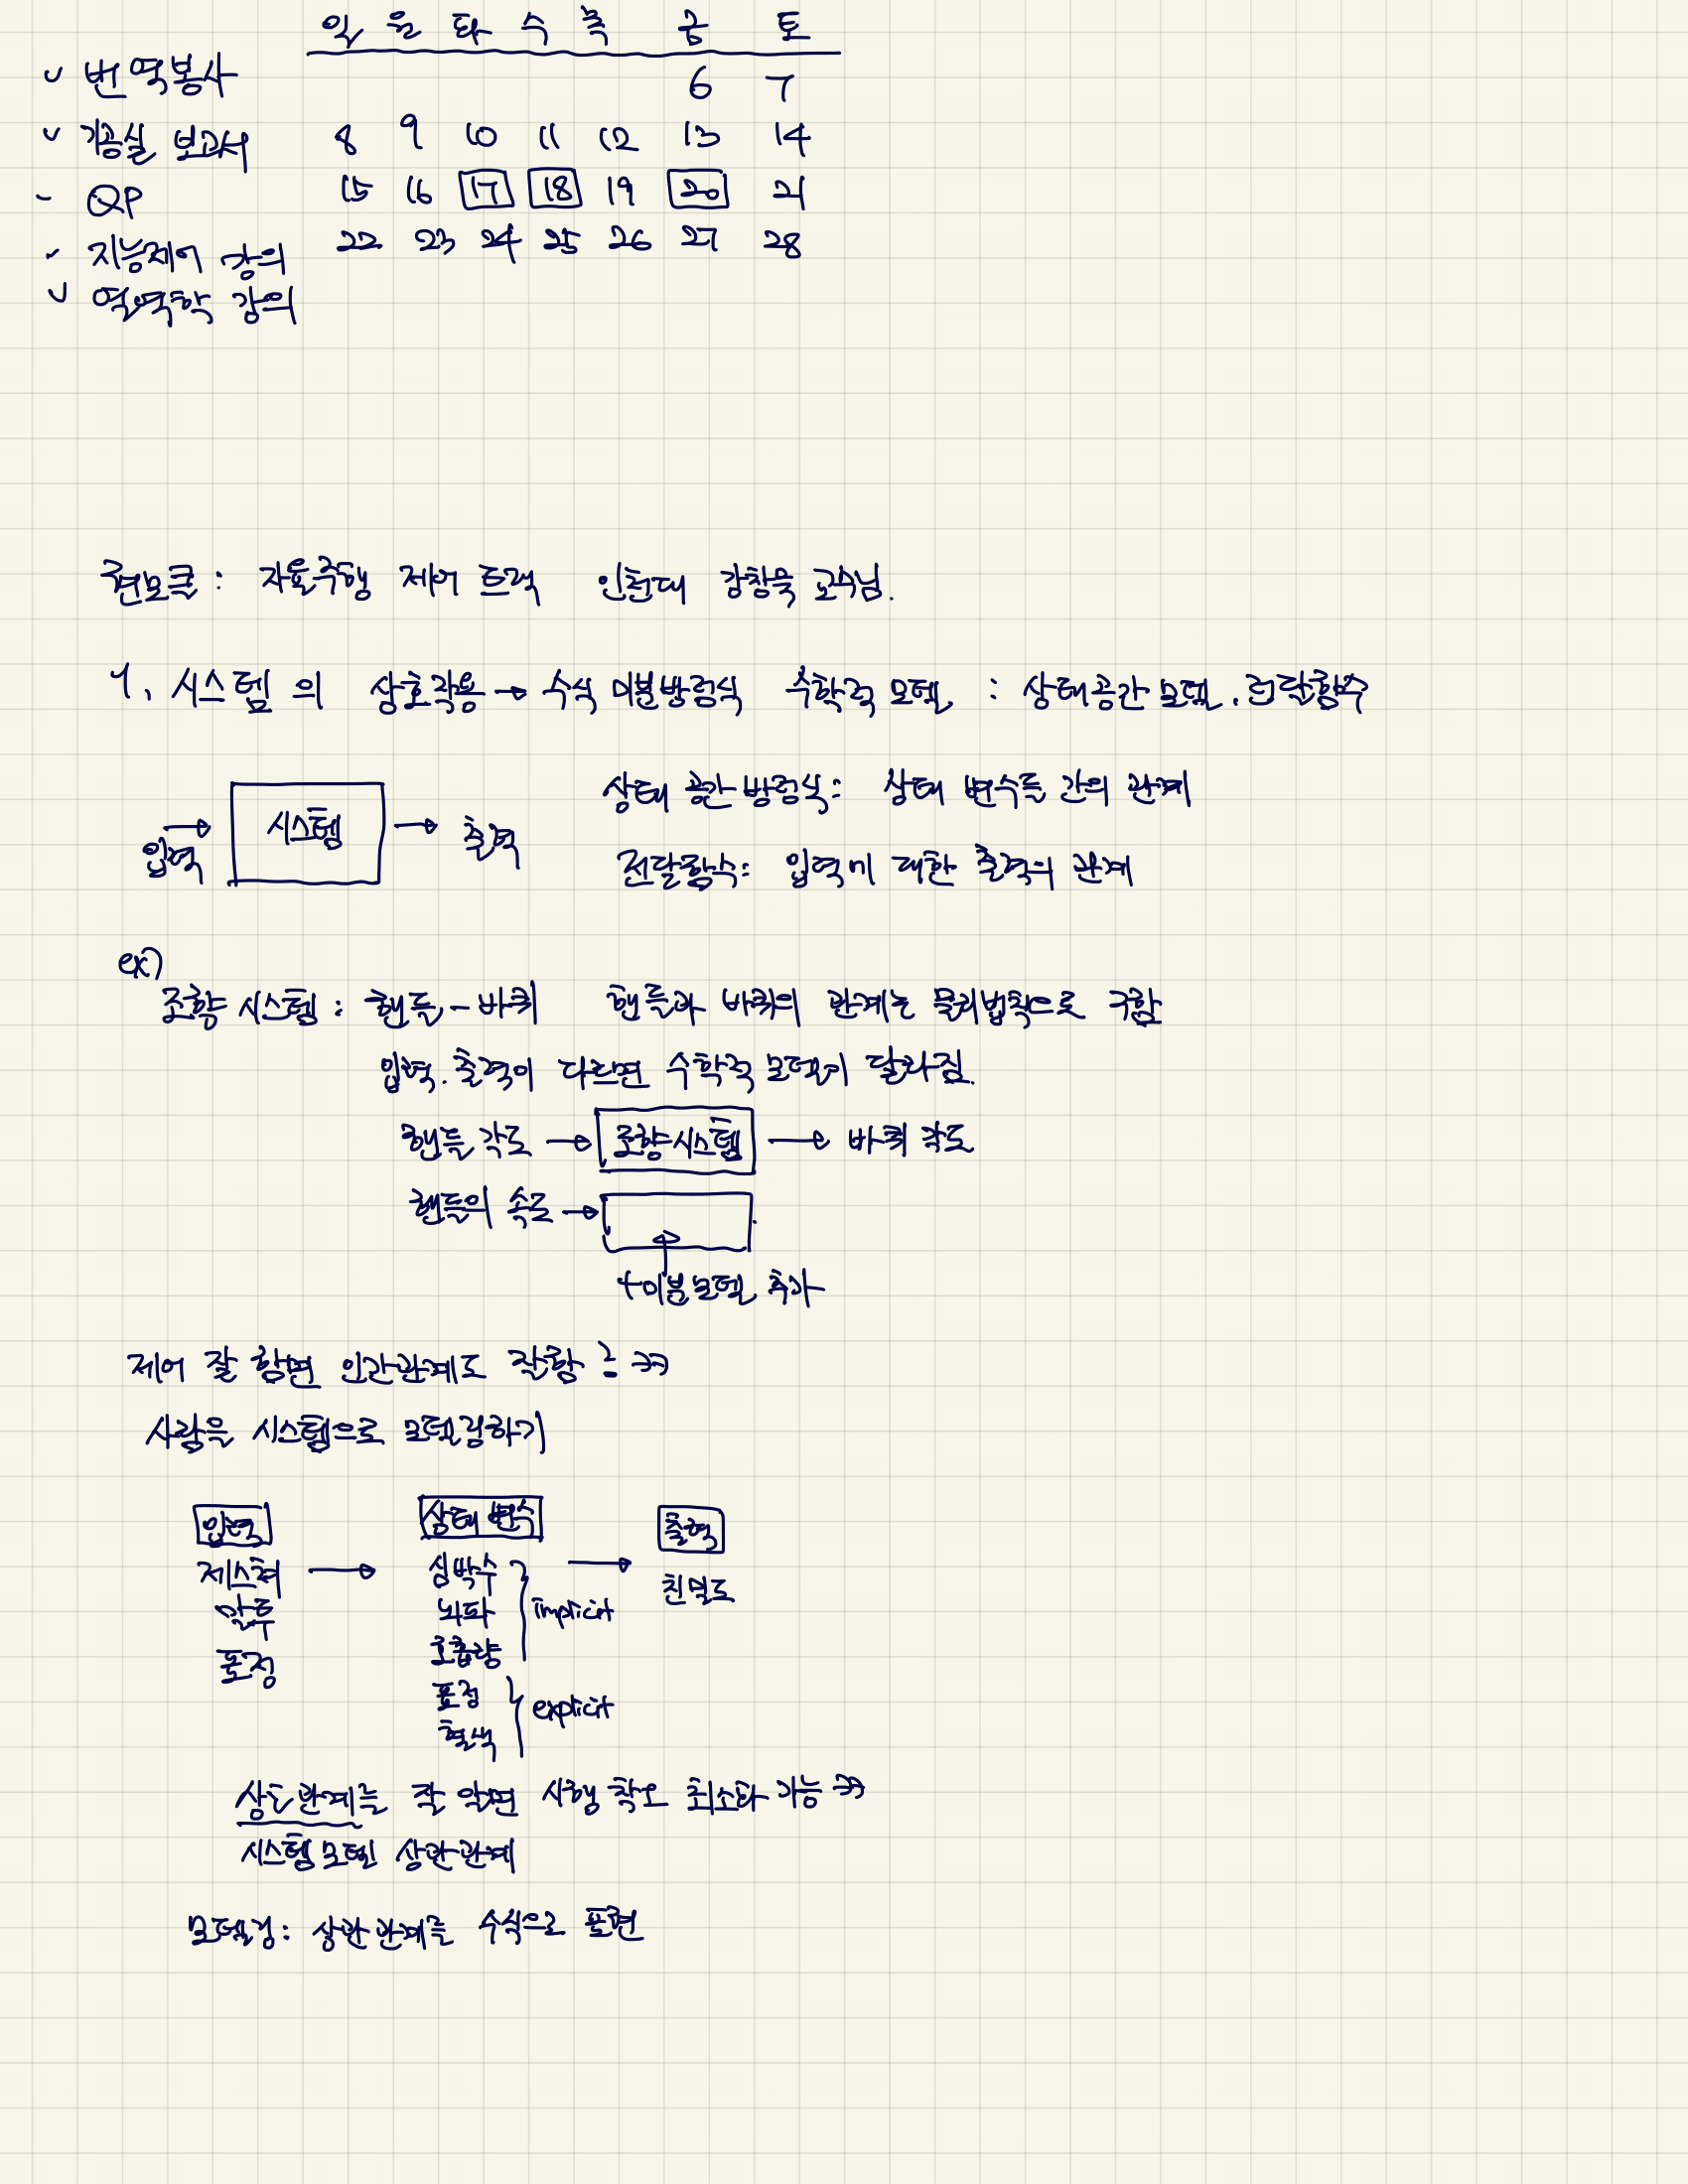 일 월 화 수 목 금 토
번역봉사 6 7
기공실 보고서 8 9 10 11 12 13 14
QP 15 16 17 18 19 20 21
지능제어 강의 22 23 24 25 26 27 28
열역학 강의
: 자율주행 제어 트랙 인천대 강창묵 교수님.
1. 시스템의 상호작용 → 수식 미분방정식 수학적 모델 : 상태공간 모델, 전달함수
상태 공간 방정식: 상태 변수들 간의 관계
입력 → 시스템 → 출력
전달함수: 입력에 대한 출력의 관계
ex)
조향 시스템 : 핸들 - 바퀴 핸들과 바퀴의 관계는 물리법칙으로 구함
입력, 출력이 다르면 수학적 모델이 달라짐.
핸들 각도 → 조향시스템 → 바퀴 각도
핸들의 속도 →
+미분모델 추가
제어 잘 하면 인간관계도 잘함
사람을 시스템으로 모델링하기
입력 상태 변수 출력
제스쳐 → 심박수 → 친밀도
악수 뇌파 implicit
표정 호흡량
표정 explicit
혈색
상관관계를 잘 알면 시행착오 최소화 가능
시스템 모델 상관관계
모델링: 상관관계를 수식으로 표현